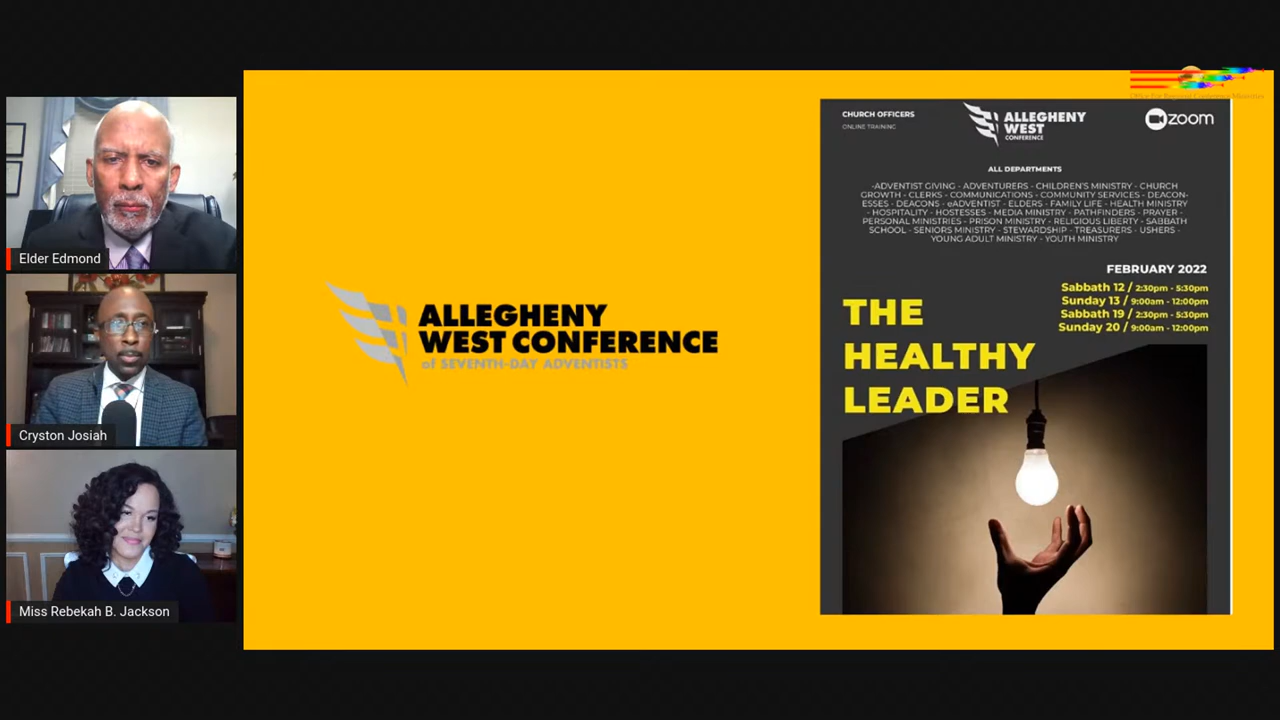 Elder Edmond
Cryston Josiah
Miss Rebekah B. Jackson
ALLEGHENY
WEST CONFERENCE
of SEVENTH-DAY ADVENTISTS
Office For Regional Conference Ministries
CHURCH OFFICERS
ONLINE TRAINING
ALLEGHENY
WEST
CONFERENCE
zoom
ALL DEPARTMENTS
-ADVENTIST GIVING - ADVENTURERS - CHILDREN'S MINISTRY - CHURCH
GROWTH - CLERKS - COMMUNICATIONS - COMMUNITY SERVICES - DEACON-
ESSES - DEACONS - eADVENTIST - ELDERS - FAMILY LIFE - HEALTH MINISTRY
- HOSPITALITY - HOSTESSES - MEDIA MINISTRY - PATHFINDERS - PRAYER -
PERSONAL MINISTRIES - PRISON MINISTRY - RELIGIOUS LIBERTY - SABBATH
SCHOOL - SENIORS MINISTRY - STEWARDSHIP - TREASURERS - USHERS -
YOUNG ADULT MINISTRY - YOUTH MINISTRY
FEBRUARY 2022
Sabbath 12 / 2:30pm - 5:30pm
Sunday 13 / 9:00am - 12:00pm
Sabbath 19 / 2:30pm - 5:30pm
Sunday 20 / 9:00am - 12:00pm
THE
HEALTHY
LEADER